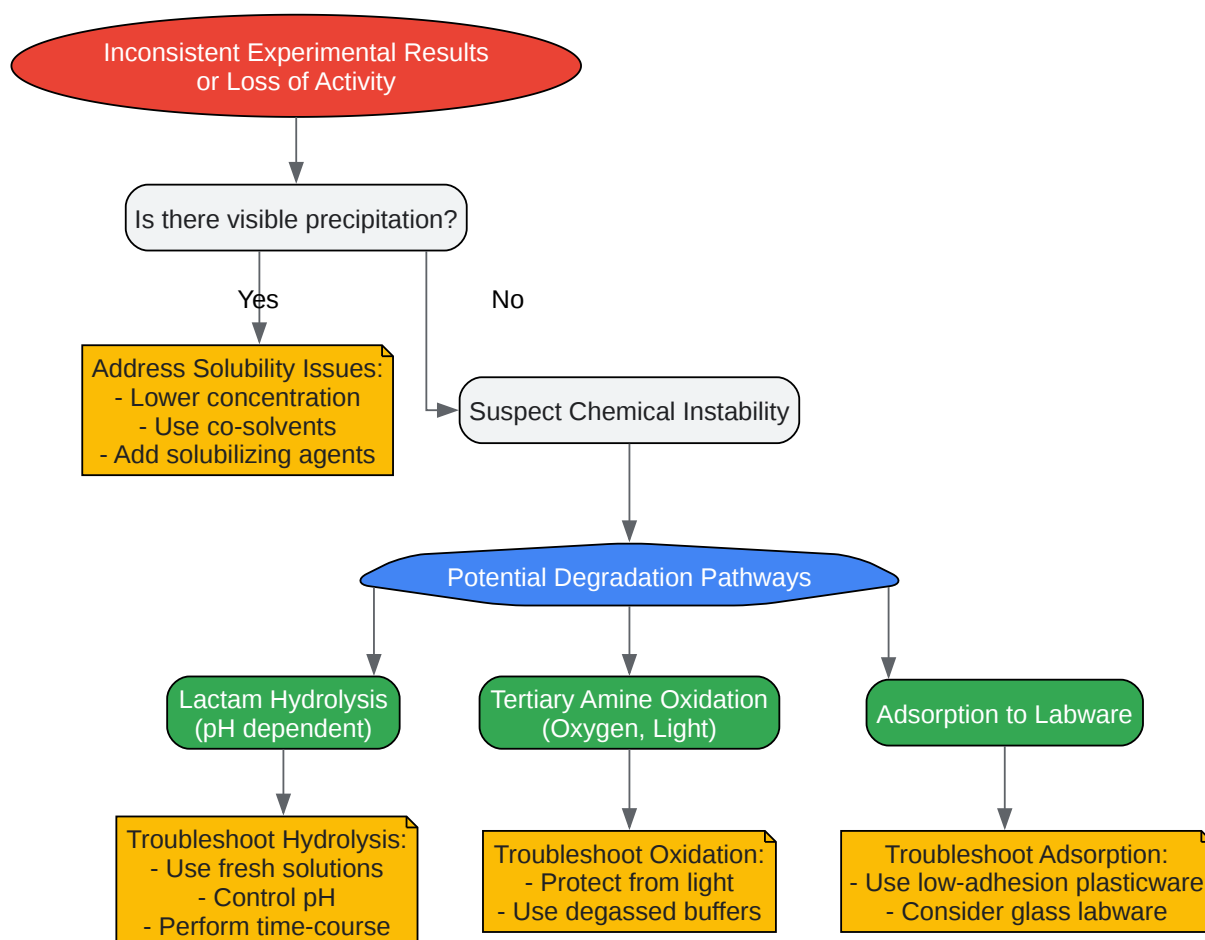 Inconsistent Experimental Results
or Loss of Activity
Is there visible precipitation?
Yes
No
Address Solubility Issues:
- Lower concentration
- Use co-solvents
- Add solubilizing agents
Suspect Chemical Instability
Potential Degradation Pathways
Lactam Hydrolysis
(pH dependent)
Tertiary Amine Oxidation
(Oxygen, Light)
Adsorption to Labware
Troubleshoot Hydrolysis:
- Use fresh solutions
- Control pH
- Perform time-course
Troubleshoot Oxidation:
- Protect from light
- Use degassed buffers
Troubleshoot Adsorption:
- Use low-adhesion plasticware
- Consider glass labware